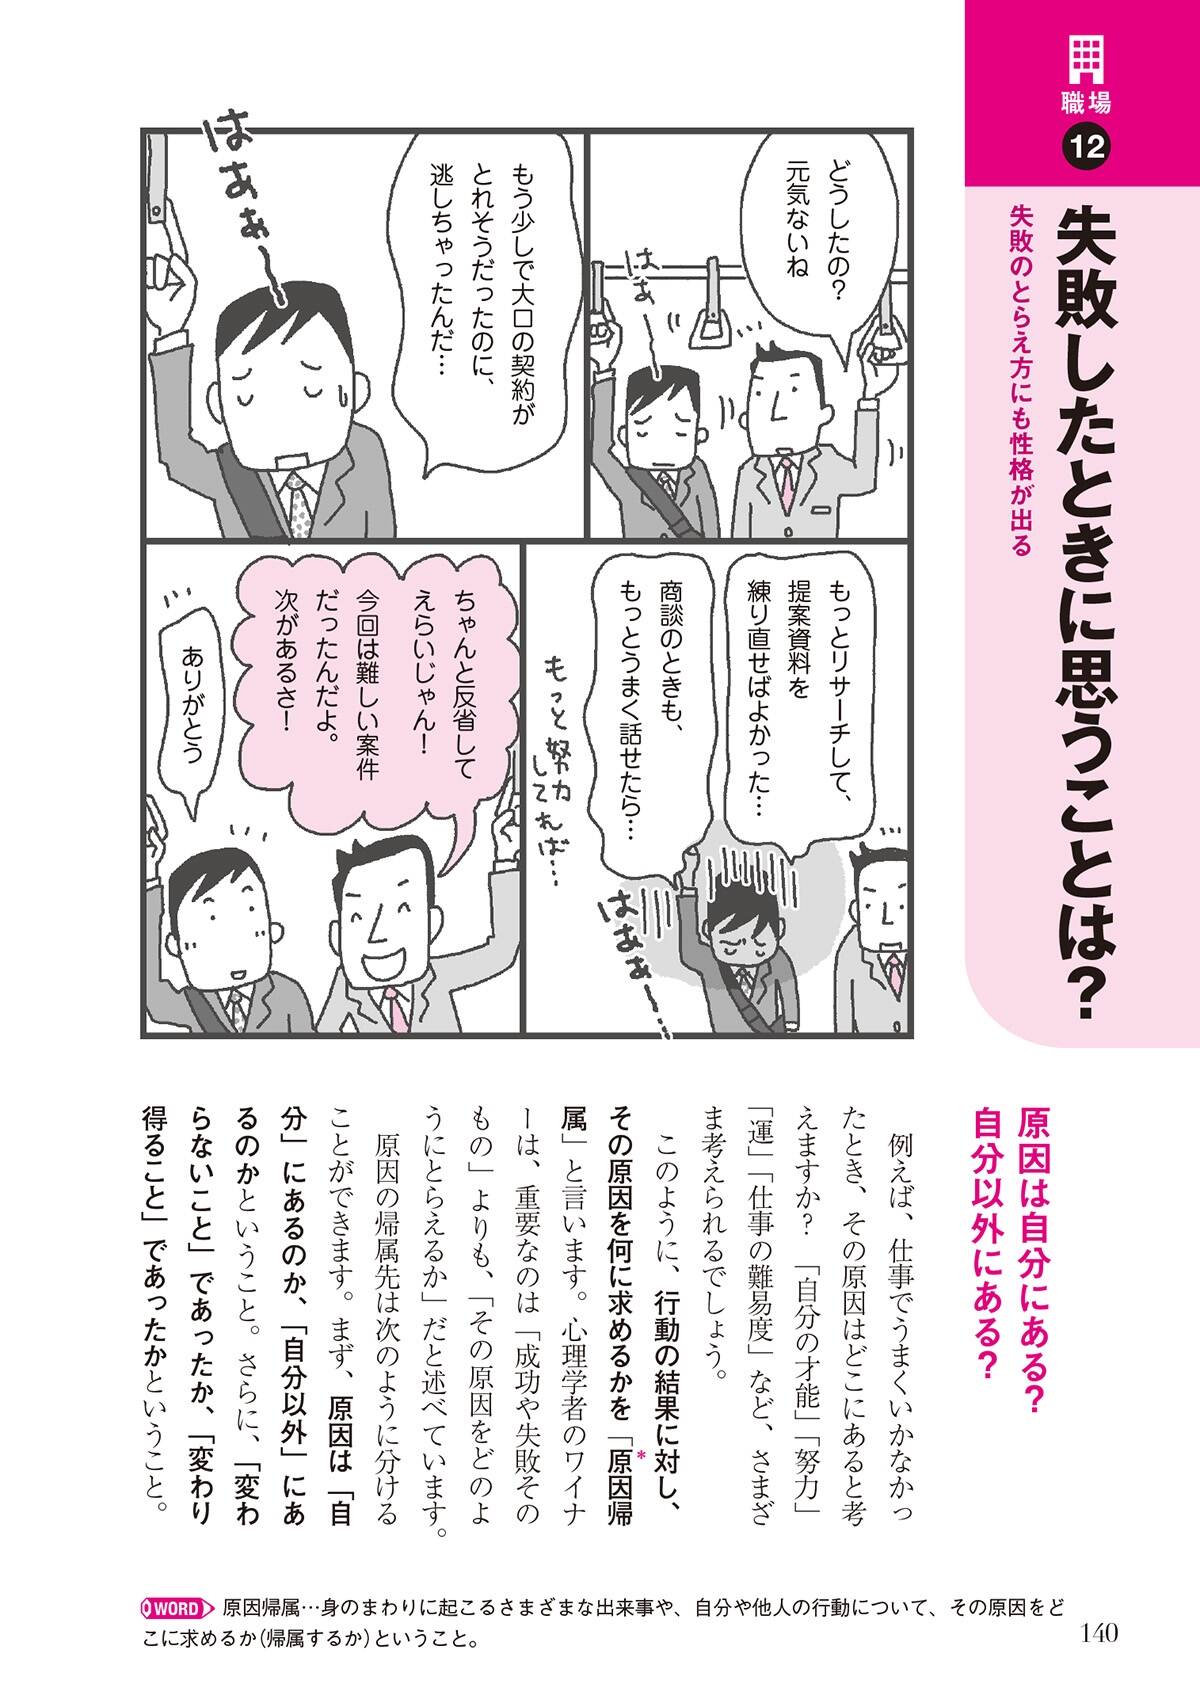 職場
12
失敗したときに思うことは？
失敗のとらえ方にも性格が出る
どうしたの？
元気ないね
はぁー
もう少しで大口の契約が
とれそうだったのに、
逃しちゃったんだ…
はぁぁ〜
もっとリサーチして、
提案資料を
練り直せばよかった…
商談のときも、
もっとうまく話せたら…
もっと努力
してれば…
はぁぁ〜…
ちゃんと反省して
えらいじゃん！
今回は難しい案件
だったんだよ。
次があるさ！
ありがとう
原因は自分にある？
自分以外にある？
例えば、仕事でうまくいかなかっ
たとき、その原因はどこにあると考
えますか？　「自分の才能」「努力」
「運」「仕事の難易度」など、さまざ
ま考えられるでしょう。
このように、行動の結果に対し、
その原因を何に求めるかを「原因帰
属」と言います。心理学者のワイナ
ーは、重要なのは「成功や失敗その
もの」よりも、「その原因をどのよ
うにとらえるか」だと述べています。
原因の帰属先は次のように分ける
ことができます。まず、原因は「自
分」にあるのか、「自分以外」にあ
るのかということ。さらに、「変わ
らないこと」であったか、「変わり
得ること」であったかということ。
*
WORD 原因帰属…身のまわりに起こるさまざまな出来事や、自分や他人の行動について、その原因をど
こに求めるか（帰属するか）ということ。
140